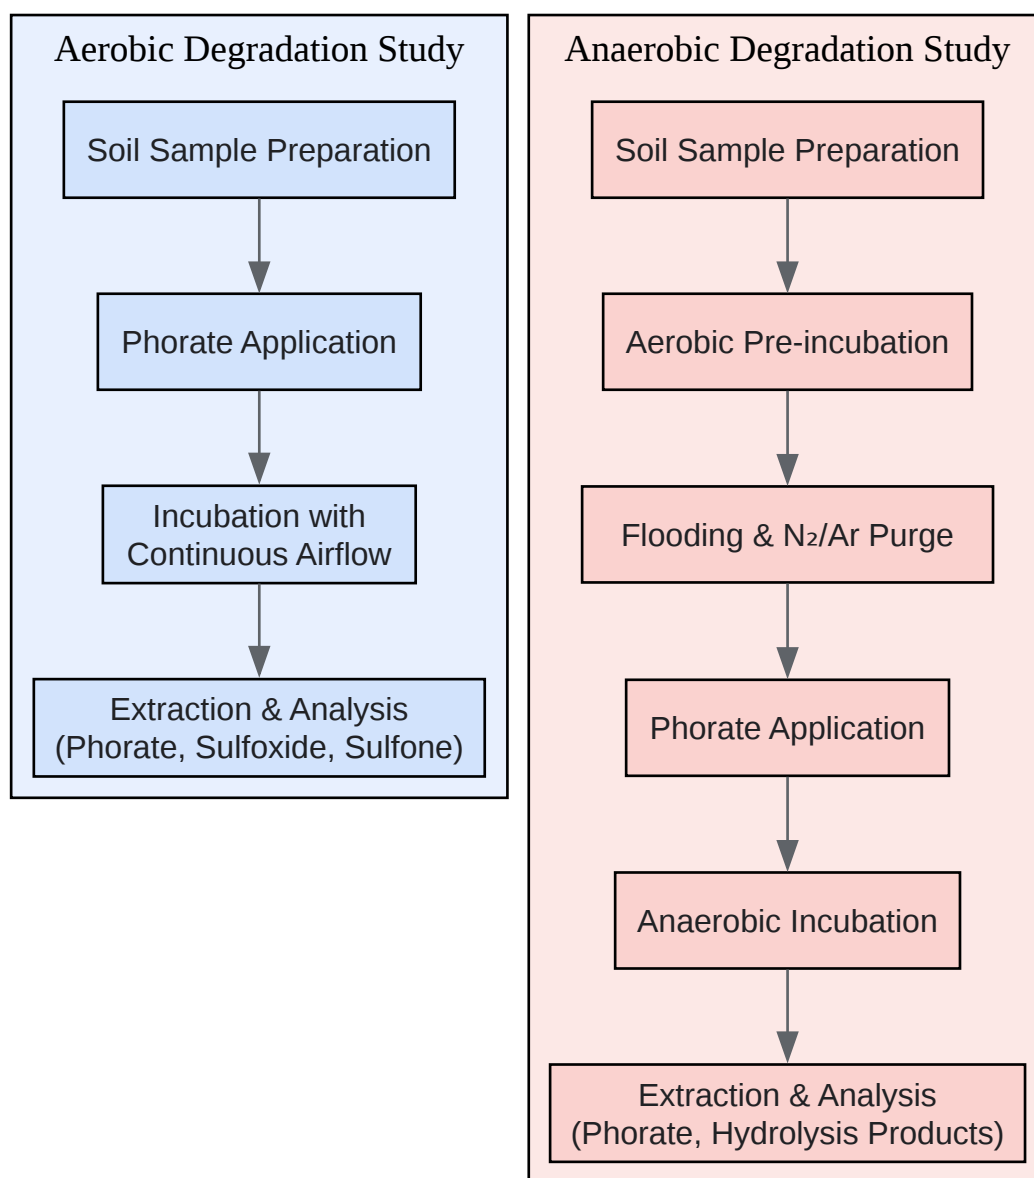 Aerobic Degradation Study
Soil Sample Preparation
Phorate Application
Incubation with
Continuous Airflow
Extraction & Analysis
(Phorate, Sulfoxide, Sulfone)
Anaerobic Degradation Study
Soil Sample Preparation
Aerobic Pre-incubation
Flooding & N₂/Ar Purge
Phorate Application
Anaerobic Incubation
Extraction & Analysis
(Phorate, Hydrolysis Products)